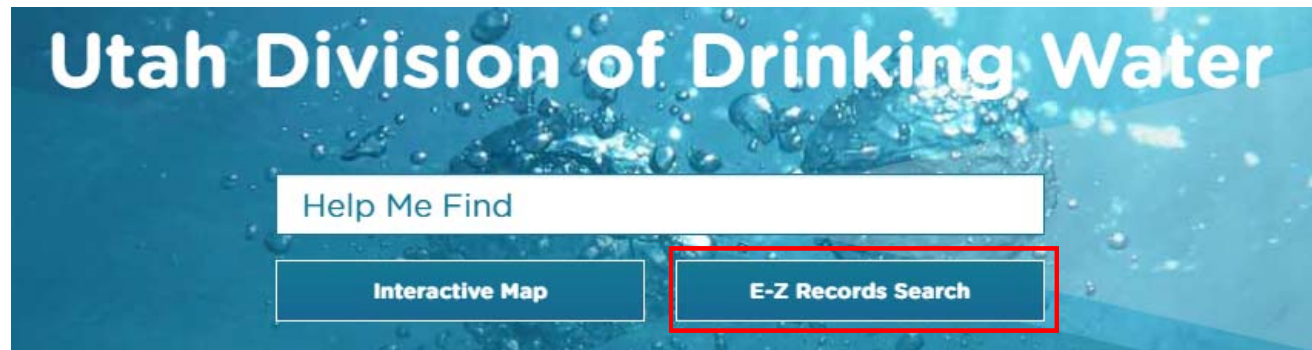 Utah Division of Drinking Water
Help Me Find
Interactive Map
E-Z Records Search